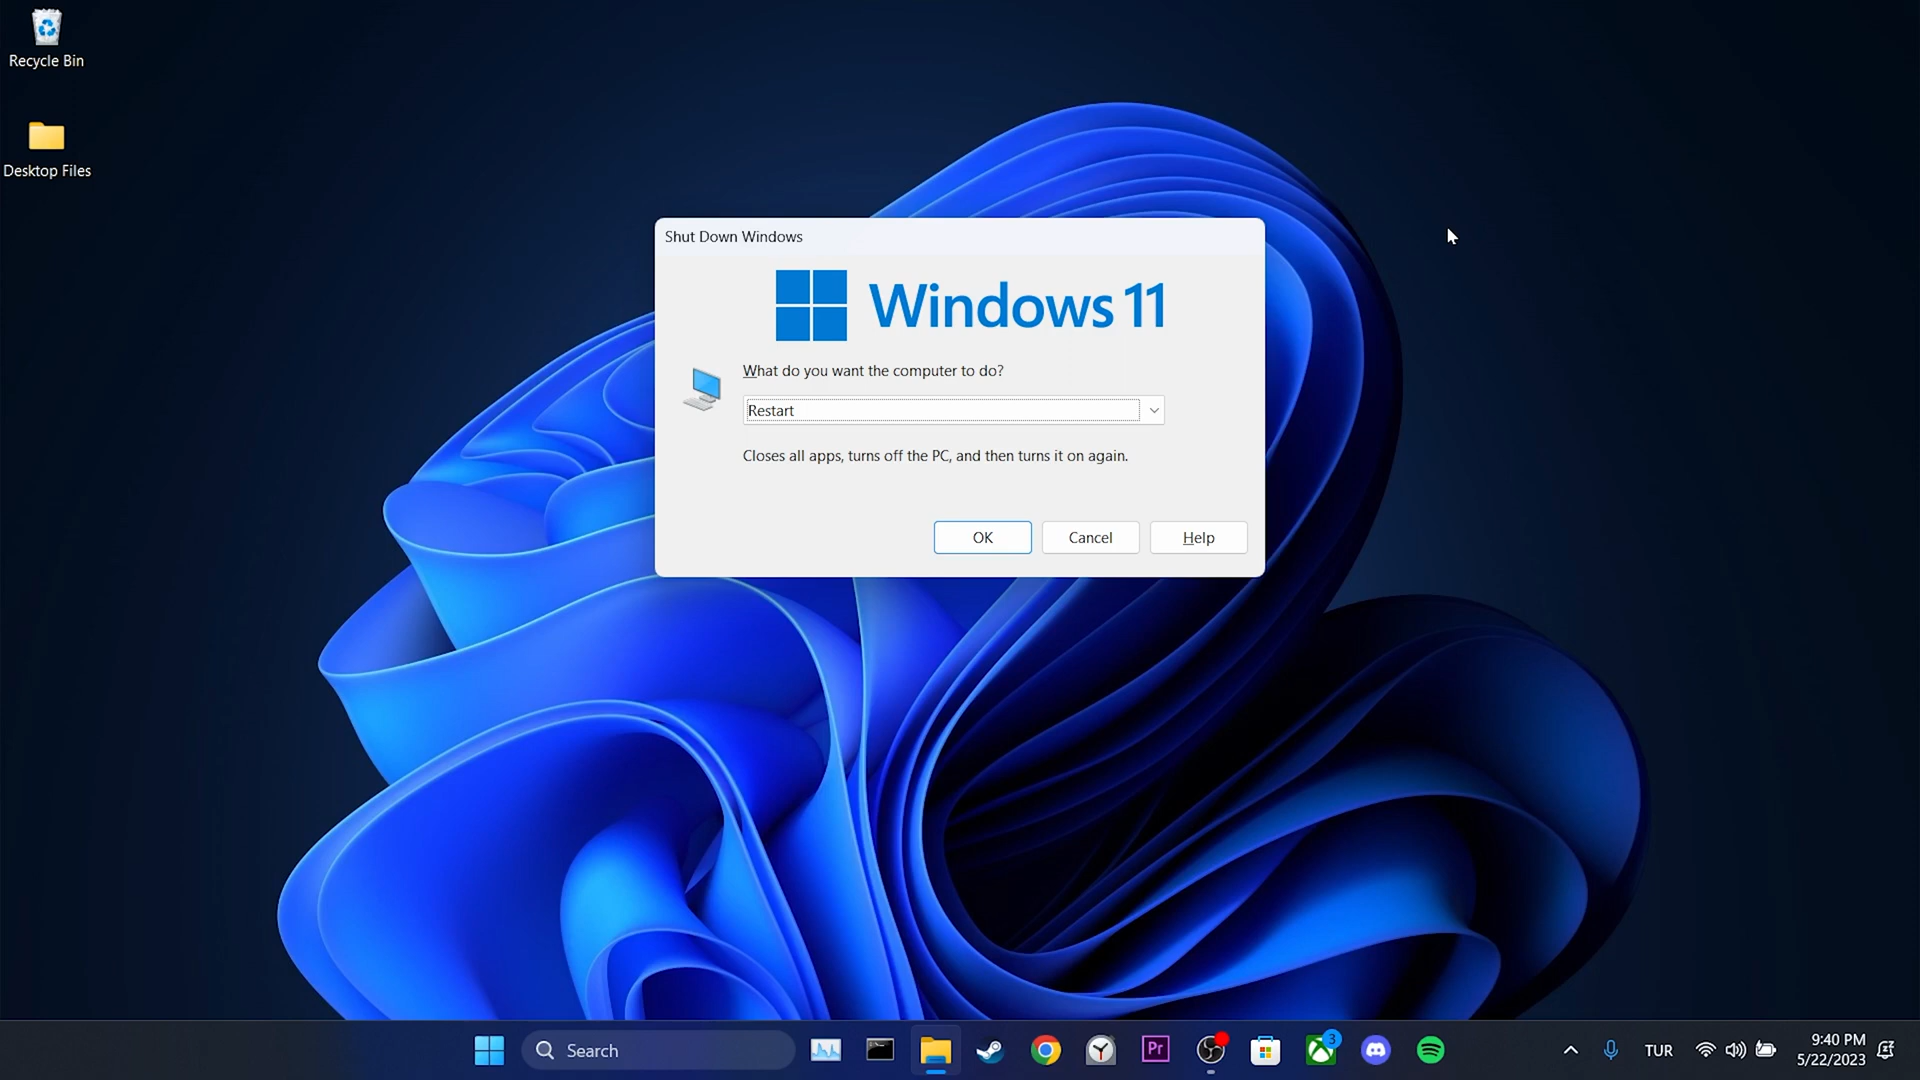 Recycle Bin
Desktop Files
Shut Down Windows
Windows 11
What do you want the computer to do?
Restart
Closes all apps, turns off the PC, and then turns it on again.
OK
Cancel
Help
Search
Pr
3
TUR
9:40 PM
5/22/2023